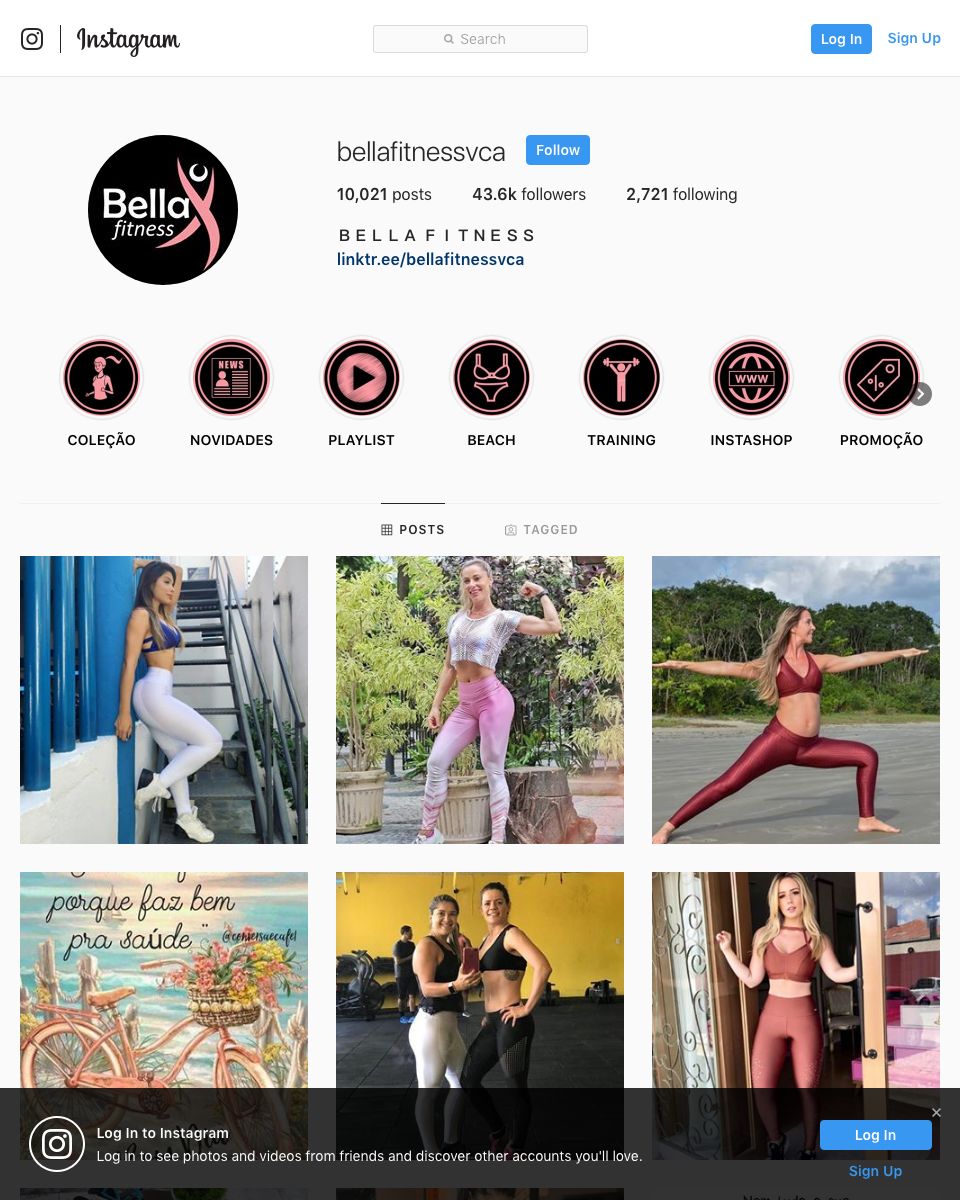 Instagram
Search
Log In
Sign Up
Bella
fitness
bellafitnessvca
Follow
10,021 posts
43.6k followers
2,721 following
B E L L A F I T N E S S
linktr.ee/bellafitnessvca
NEWS
WWW
COLEÇÃO
NOVIDADES
PLAYLIST
BEACH
TRAINING
INSTASHOP
PROMOÇÃO
POSTS
TAGGED
porque faz bem
pra saúde
@conversuecafe1
Log In to Instagram
Log in to see photos and videos from friends and discover other accounts you'll love.
Log In
Sign Up